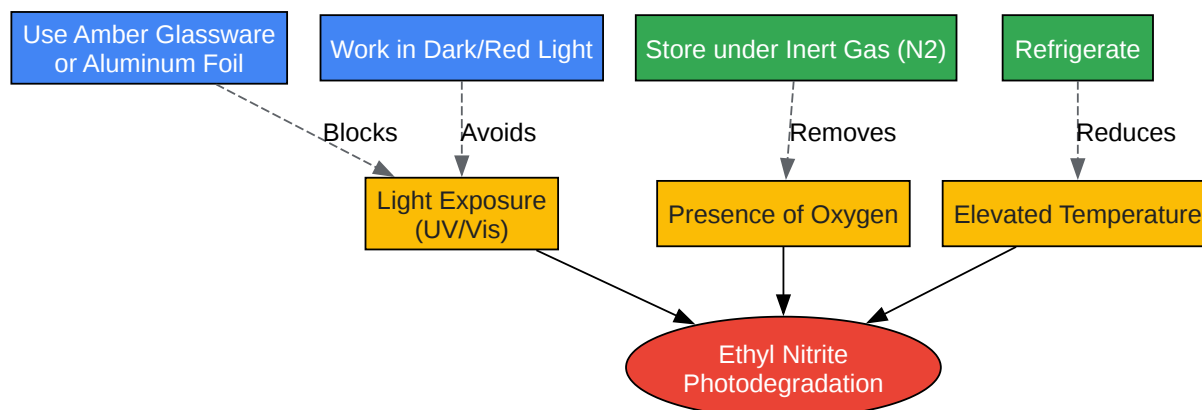 Use Amber Glassware
or Aluminum Foil
Work in Dark/Red Light
Store under Inert Gas (N2)
Refrigerate
Blocks
Avoids
Removes
Reduces
Light Exposure
(UV/Vis)
Presence of Oxygen
Elevated Temperature
Ethyl Nitrite
Photodegradation